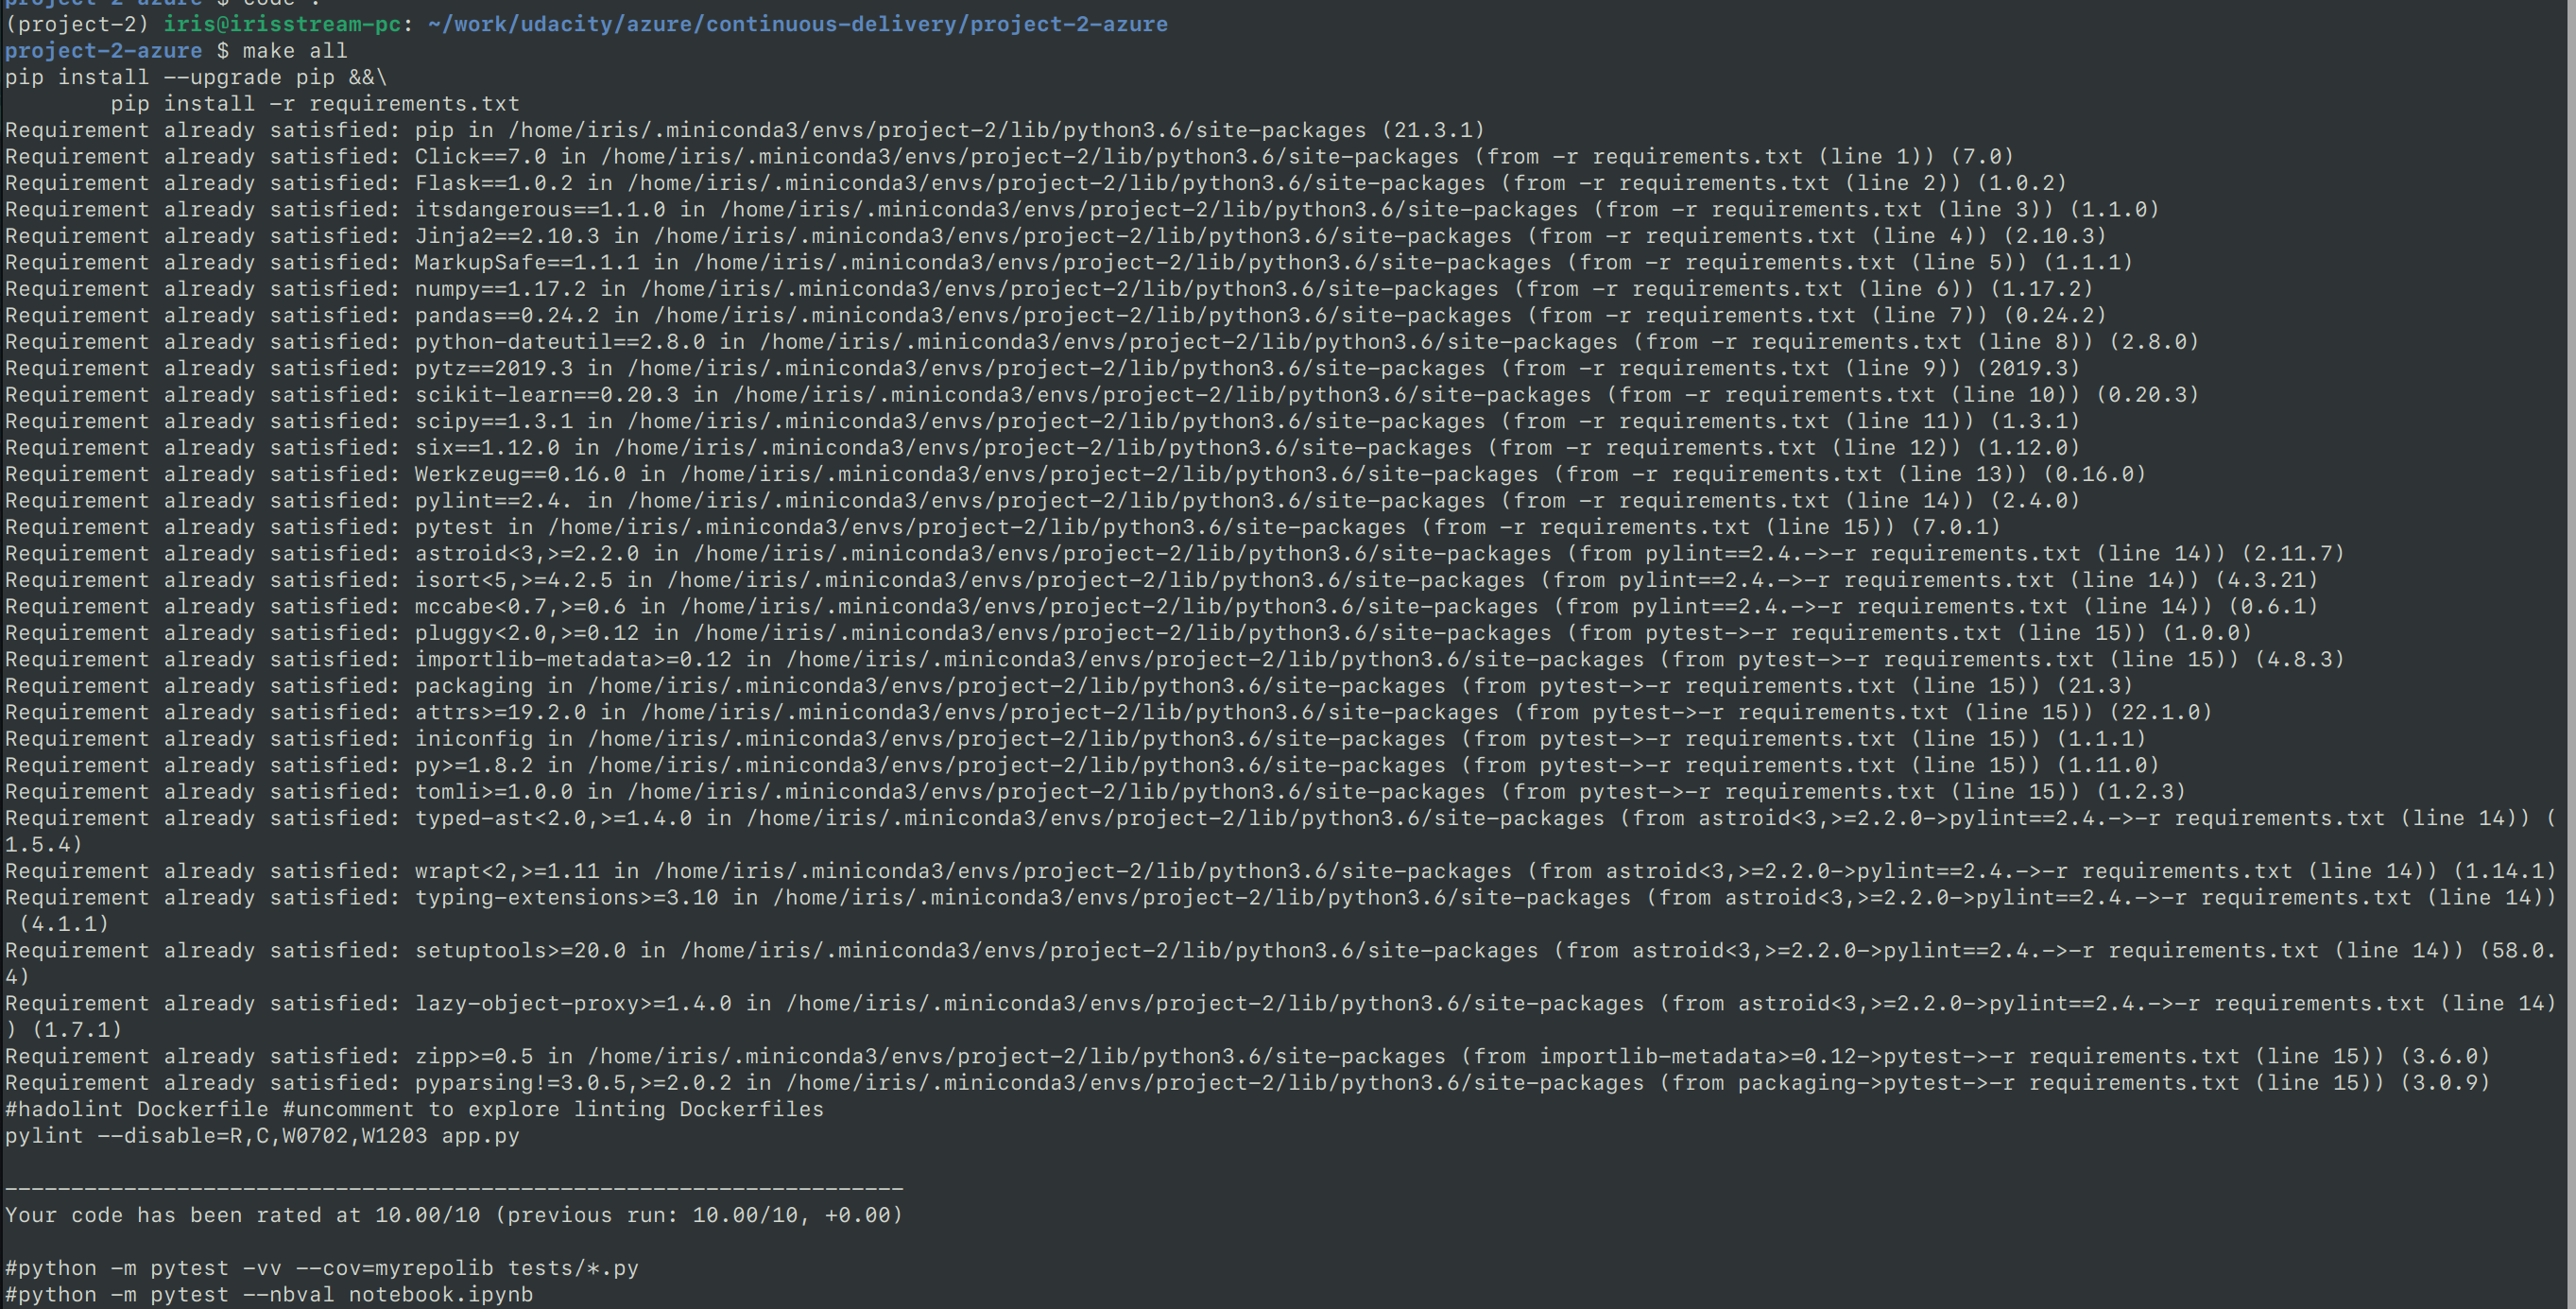 project-2-azure $ code .
(project-2) iris@irisstream-pc: ~/work/udacity/azure/continuous-delivery/project-2-azure
project-2-azure $ make all
pip install --upgrade pip &&\
        pip install -r requirements.txt
Requirement already satisfied: pip in /home/iris/.miniconda3/envs/project-2/lib/python3.6/site-packages (21.3.1)
Requirement already satisfied: Click==7.0 in /home/iris/.miniconda3/envs/project-2/lib/python3.6/site-packages (from -r requirements.txt (line 1)) (7.0)
Requirement already satisfied: Flask==1.0.2 in /home/iris/.miniconda3/envs/project-2/lib/python3.6/site-packages (from -r requirements.txt (line 2)) (1.0.2)
Requirement already satisfied: itsdangerous==1.1.0 in /home/iris/.miniconda3/envs/project-2/lib/python3.6/site-packages (from -r requirements.txt (line 3)) (1.1.0)
Requirement already satisfied: Jinja2==2.10.3 in /home/iris/.miniconda3/envs/project-2/lib/python3.6/site-packages (from -r requirements.txt (line 4)) (2.10.3)
Requirement already satisfied: MarkupSafe==1.1.1 in /home/iris/.miniconda3/envs/project-2/lib/python3.6/site-packages (from -r requirements.txt (line 5)) (1.1.1)
Requirement already satisfied: numpy==1.17.2 in /home/iris/.miniconda3/envs/project-2/lib/python3.6/site-packages (from -r requirements.txt (line 6)) (1.17.2)
Requirement already satisfied: pandas==0.24.2 in /home/iris/.miniconda3/envs/project-2/lib/python3.6/site-packages (from -r requirements.txt (line 7)) (0.24.2)
Requirement already satisfied: python-dateutil==2.8.0 in /home/iris/.miniconda3/envs/project-2/lib/python3.6/site-packages (from -r requirements.txt (line 8)) (2.8.0)
Requirement already satisfied: pytz==2019.3 in /home/iris/.miniconda3/envs/project-2/lib/python3.6/site-packages (from -r requirements.txt (line 9)) (2019.3)
Requirement already satisfied: scikit-learn==0.20.3 in /home/iris/.miniconda3/envs/project-2/lib/python3.6/site-packages (from -r requirements.txt (line 10)) (0.20.3)
Requirement already satisfied: scipy==1.3.1 in /home/iris/.miniconda3/envs/project-2/lib/python3.6/site-packages (from -r requirements.txt (line 11)) (1.3.1)
Requirement already satisfied: six==1.12.0 in /home/iris/.miniconda3/envs/project-2/lib/python3.6/site-packages (from -r requirements.txt (line 12)) (1.12.0)
Requirement already satisfied: Werkzeug==0.16.0 in /home/iris/.miniconda3/envs/project-2/lib/python3.6/site-packages (from -r requirements.txt (line 13)) (0.16.0)
Requirement already satisfied: pylint==2.4. in /home/iris/.miniconda3/envs/project-2/lib/python3.6/site-packages (from -r requirements.txt (line 14)) (2.4.0)
Requirement already satisfied: pytest in /home/iris/.miniconda3/envs/project-2/lib/python3.6/site-packages (from -r requirements.txt (line 15)) (7.0.1)
Requirement already satisfied: astroid<3,>=2.2.0 in /home/iris/.miniconda3/envs/project-2/lib/python3.6/site-packages (from pylint==2.4.->-r requirements.txt (line 14)) (2.11.7)
Requirement already satisfied: isort<5,>=4.2.5 in /home/iris/.miniconda3/envs/project-2/lib/python3.6/site-packages (from pylint==2.4.->-r requirements.txt (line 14)) (4.3.21)
Requirement already satisfied: mccabe<0.7,>=0.6 in /home/iris/.miniconda3/envs/project-2/lib/python3.6/site-packages (from pylint==2.4.->-r requirements.txt (line 14)) (0.6.1)
Requirement already satisfied: pluggy<2.0,>=0.12 in /home/iris/.miniconda3/envs/project-2/lib/python3.6/site-packages (from pytest->-r requirements.txt (line 15)) (1.0.0)
Requirement already satisfied: importlib-metadata>=0.12 in /home/iris/.miniconda3/envs/project-2/lib/python3.6/site-packages (from pytest->-r requirements.txt (line 15)) (4.8.3)
Requirement already satisfied: packaging in /home/iris/.miniconda3/envs/project-2/lib/python3.6/site-packages (from pytest->-r requirements.txt (line 15)) (21.3)
Requirement already satisfied: attrs>=19.2.0 in /home/iris/.miniconda3/envs/project-2/lib/python3.6/site-packages (from pytest->-r requirements.txt (line 15)) (22.1.0)
Requirement already satisfied: iniconfig in /home/iris/.miniconda3/envs/project-2/lib/python3.6/site-packages (from pytest->-r requirements.txt (line 15)) (1.1.1)
Requirement already satisfied: py>=1.8.2 in /home/iris/.miniconda3/envs/project-2/lib/python3.6/site-packages (from pytest->-r requirements.txt (line 15)) (1.11.0)
Requirement already satisfied: tomli>=1.0.0 in /home/iris/.miniconda3/envs/project-2/lib/python3.6/site-packages (from pytest->-r requirements.txt (line 15)) (1.2.3)
Requirement already satisfied: typed-ast<2.0,>=1.4.0 in /home/iris/.miniconda3/envs/project-2/lib/python3.6/site-packages (from astroid<3,>=2.2.0->pylint==2.4.->-r requirements.txt (line 14)) (
1.5.4)
Requirement already satisfied: wrapt<2,>=1.11 in /home/iris/.miniconda3/envs/project-2/lib/python3.6/site-packages (from astroid<3,>=2.2.0->pylint==2.4.->-r requirements.txt (line 14)) (1.14.1)
Requirement already satisfied: typing-extensions>=3.10 in /home/iris/.miniconda3/envs/project-2/lib/python3.6/site-packages (from astroid<3,>=2.2.0->pylint==2.4.->-r requirements.txt (line 14))
 (4.1.1)
Requirement already satisfied: setuptools>=20.0 in /home/iris/.miniconda3/envs/project-2/lib/python3.6/site-packages (from astroid<3,>=2.2.0->pylint==2.4.->-r requirements.txt (line 14)) (58.0.
4)
Requirement already satisfied: lazy-object-proxy>=1.4.0 in /home/iris/.miniconda3/envs/project-2/lib/python3.6/site-packages (from astroid<3,>=2.2.0->pylint==2.4.->-r requirements.txt (line 14)
) (1.7.1)
Requirement already satisfied: zipp>=0.5 in /home/iris/.miniconda3/envs/project-2/lib/python3.6/site-packages (from importlib-metadata>=0.12->pytest->-r requirements.txt (line 15)) (3.6.0)
Requirement already satisfied: pyparsing!=3.0.5,>=2.0.2 in /home/iris/.miniconda3/envs/project-2/lib/python3.6/site-packages (from packaging->pytest->-r requirements.txt (line 15)) (3.0.9)
#hadolint Dockerfile #uncomment to explore linting Dockerfiles
pylint --disable=R,C,W0702,W1203 app.py
--------------------------------------------------------------------
Your code has been rated at 10.00/10 (previous run: 10.00/10, +0.00)
#python -m pytest -vv --cov=myrepolib tests/*.py
#python -m pytest --nbval notebook.ipynb